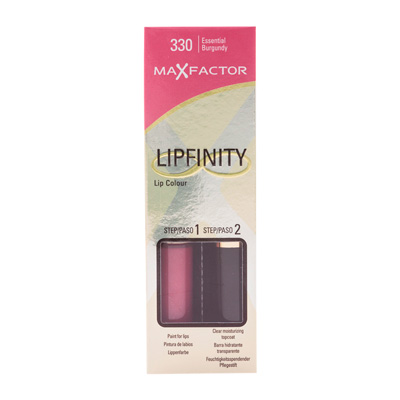 330 Essential
Burgundy
MAXFACTOR
LIPFINITY
Lip Colour
STEP/PASO 1 STEP/PASO 2
Paint for lips
Pintura de labios
Lippenfarbe
Clear moisturising
topcoat
Barra hidratante
transparente
Feuchtigkeitsspendender
Pflegestift